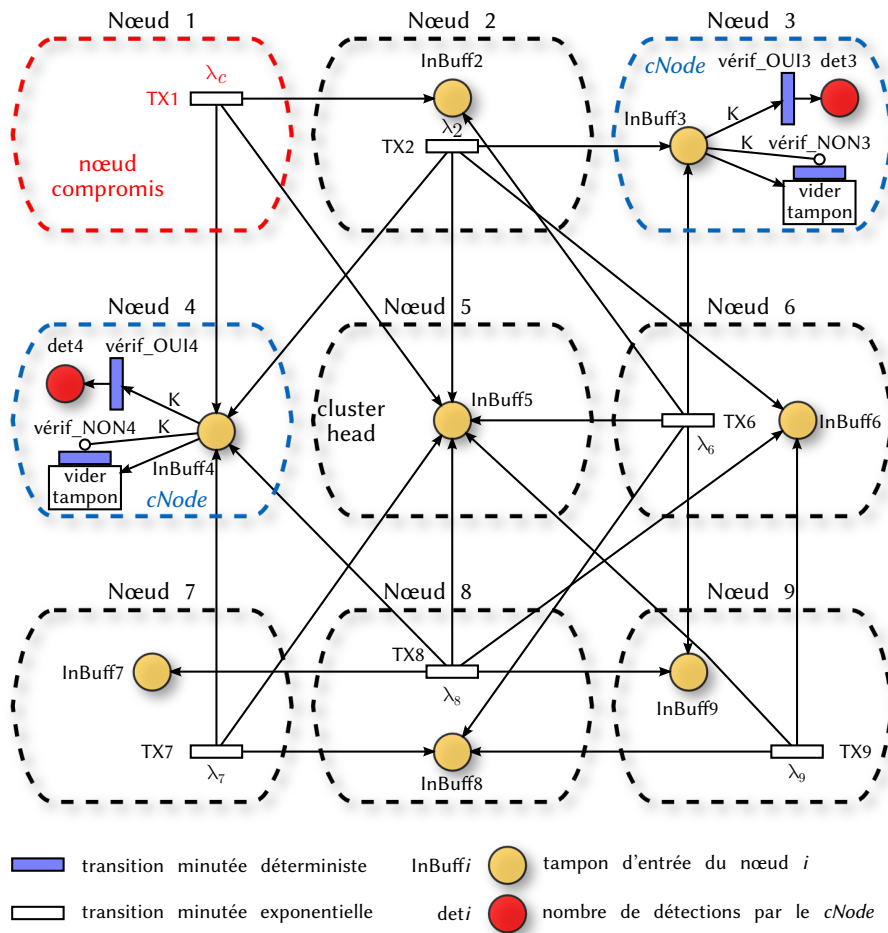 Nœud 1
Nœud 2
Nœud 3
λc
TX1
nœud
compromis
InBuff2
λ2
TX2
cNode
vérif_OUI3
det3
InBuff3
K
K
vérif_NON3
vider
tampon
Nœud 4
Nœud 5
Nœud 6
det4
vérif_OUI4
K
K
vérif_NON4
InBuff4
vider
tampon
cNode
cluster
head
InBuff5
TX6
λ6
InBuff6
Nœud 7
Nœud 8
Nœud 9
InBuff7
TX7
λ7
TX8
λ8
InBuff8
InBuff9
TX9
λ9
transition minutée déterministe
InBuffi
tampon d'entrée du nœud i
transition minutée exponentielle
deti
nombre de détections par le cNode